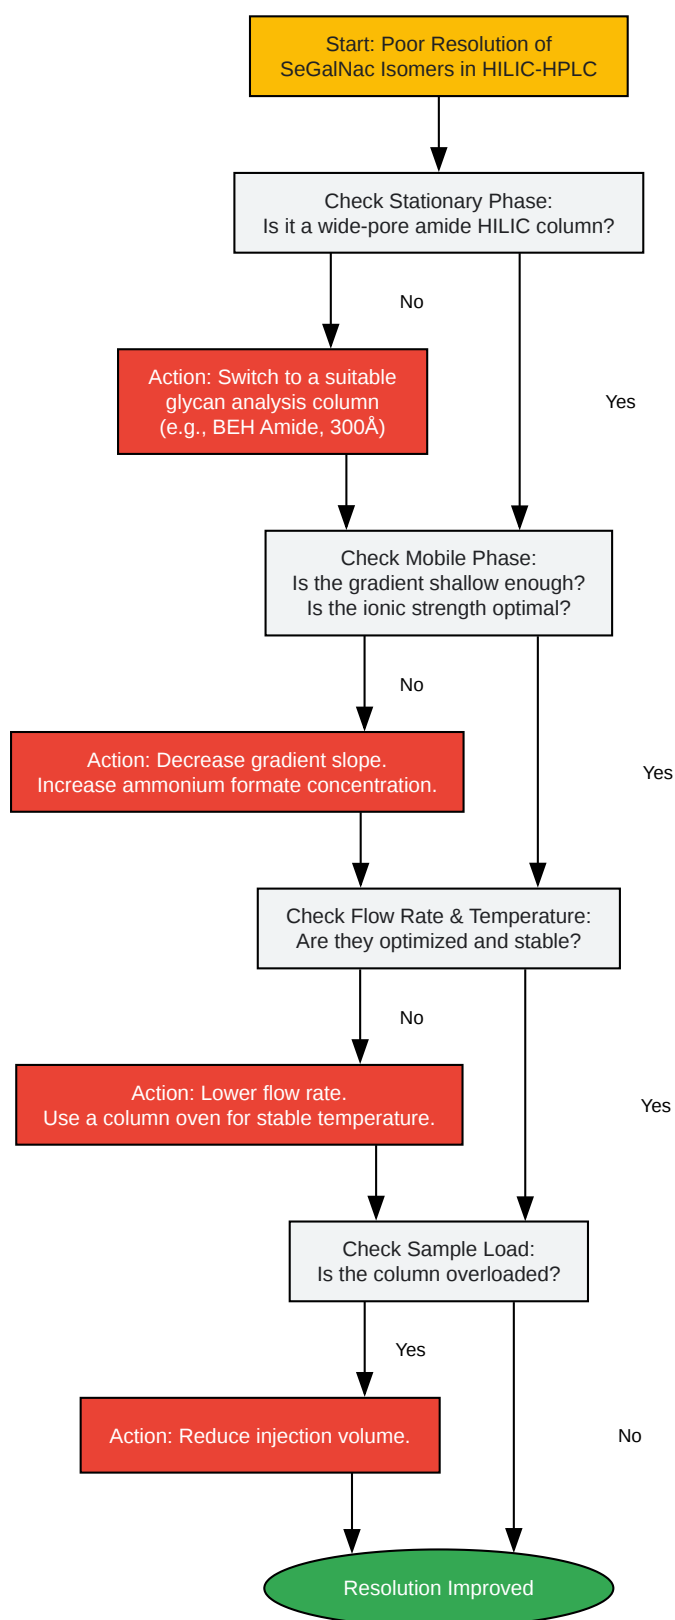 Start: Poor Resolution of
SeGalNac Isomers in HILIC-HPLC
Check Stationary Phase:
Is it a wide-pore amide HILIC column?
No
Action: Switch to a suitable
glycan analysis column
(e.g., BEH Amide, 300Å)
Yes
Check Mobile Phase:
Is the gradient shallow enough?
Is the ionic strength optimal?
No
Action: Decrease gradient slope.
Increase ammonium formate concentration.
Yes
Check Flow Rate & Temperature:
Are they optimized and stable?
No
Action: Lower flow rate.
Use a column oven for stable temperature.
Yes
Check Sample Load:
Is the column overloaded?
Yes
Action: Reduce injection volume.
No
Resolution Improved